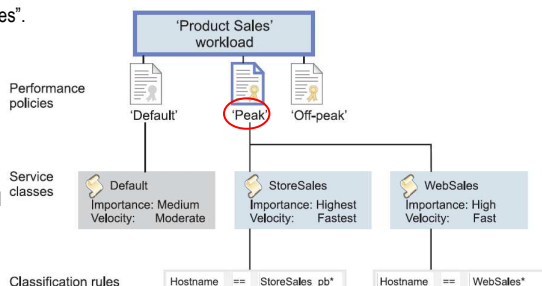 es”.
'Product Sales'
workload
Performance
policies
'Default'
'Peak'
'Off-peak'
Service
classes
Default
Importance: Medium
Velocity: Moderate
StoreSales
Importance: Highest
Velocity: Fastest
WebSales
Importance: High
Velocity: Fast
Classification rules
Hostname == StoreSales_pb*
Hostname == WebSales*